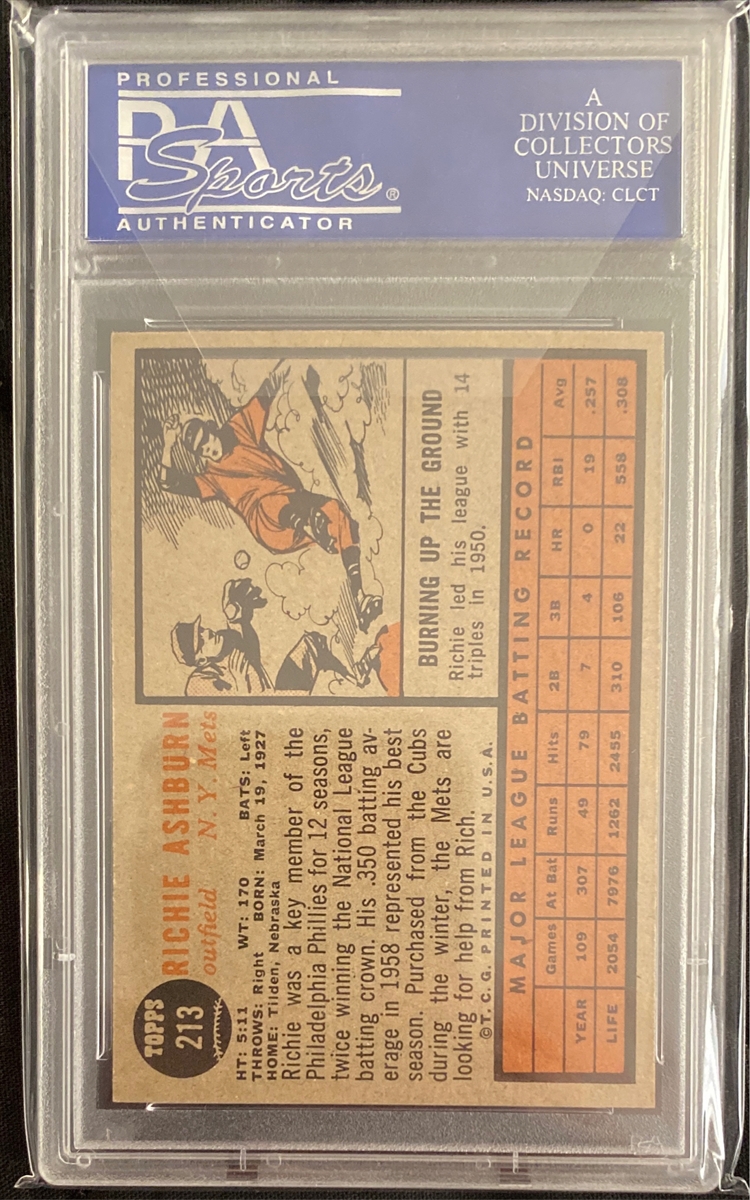 PROFESSIONAL
PSA
Sports®
AUTHENTICATOR
A
DIVISION OF
COLLECTORS
UNIVERSE
NASDAQ: CLCT
TOPPS
213
RICHIE ASHBURN
outfield N. Y. Mets
HT: 5:11 WT: 170 BATS: Left
THROWS: Right BORN: March 19, 1927
HOME: Tilden, Nebraska
Richie was a key member of the
Philadelphia Phillies for 12 seasons,
twice winning the National League
batting crown. His .350 batting av-
erage in 1958 represented his best
season. Purchased from the Cubs
during the winter, the Mets are
looking for help from Rich.
©T.C.G. PRINTED IN U.S.A.
BURNING UP THE GROUND
Richie led his league with 14
triples in 1950.
MAJOR LEAGUE BATTING RECORD
Games At Bat Runs Hits 2B 3B HR RBI Avg
YEAR 109 307 49 79 7 4 0 19 .257
LIFE 2054 7976 1262 2455 310 106 22 558 .308